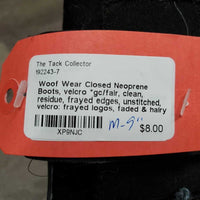 The Tack Collector
192243-7
Woof Wear Closed Neoprene
Boots, velcro *gc/fair, clean,
residue, frayed edges, unstitched,
velcro: frayed logos, faded & hairy
XP9NJC
M-9"
$8.00